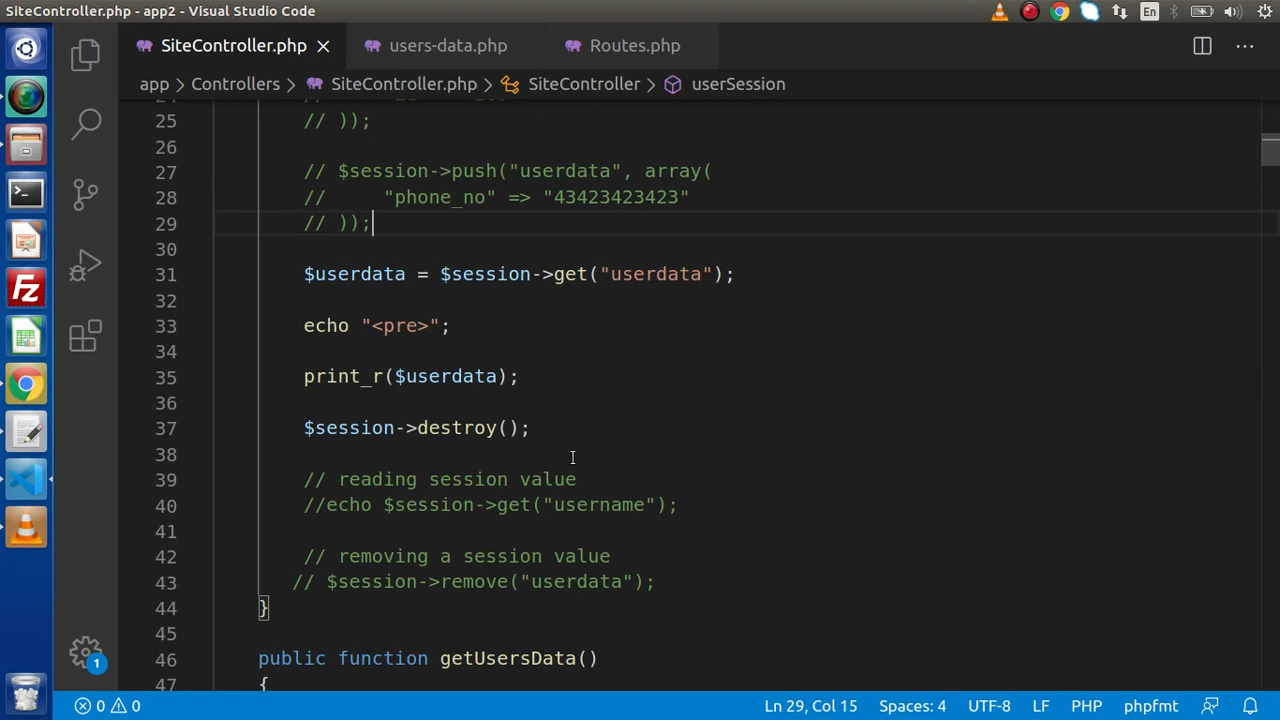 SiteController.php - app2 - Visual Studio Code
En
SiteController.php
users-data.php
Routes.php
app > Controllers > SiteController.php > SiteController > userSession
25 // ));
26
27 // $session->push("userdata", array(
28 // "phone_no" => "43423423423"
29 // ));
30
31 $userdata = $session->get("userdata");
32
33 echo "<pre>";
34
35 print_r($userdata);
36
37 $session->destroy();
38
39 // reading session value
40 //echo $session->get("username");
41
42 // removing a session value
43 // $session->remove("userdata");
44 }
45
46 public function getUsersData()
47 {
1
0 0 Ln 29, Col 15 Spaces: 4 UTF-8 LF PHP phpfmt